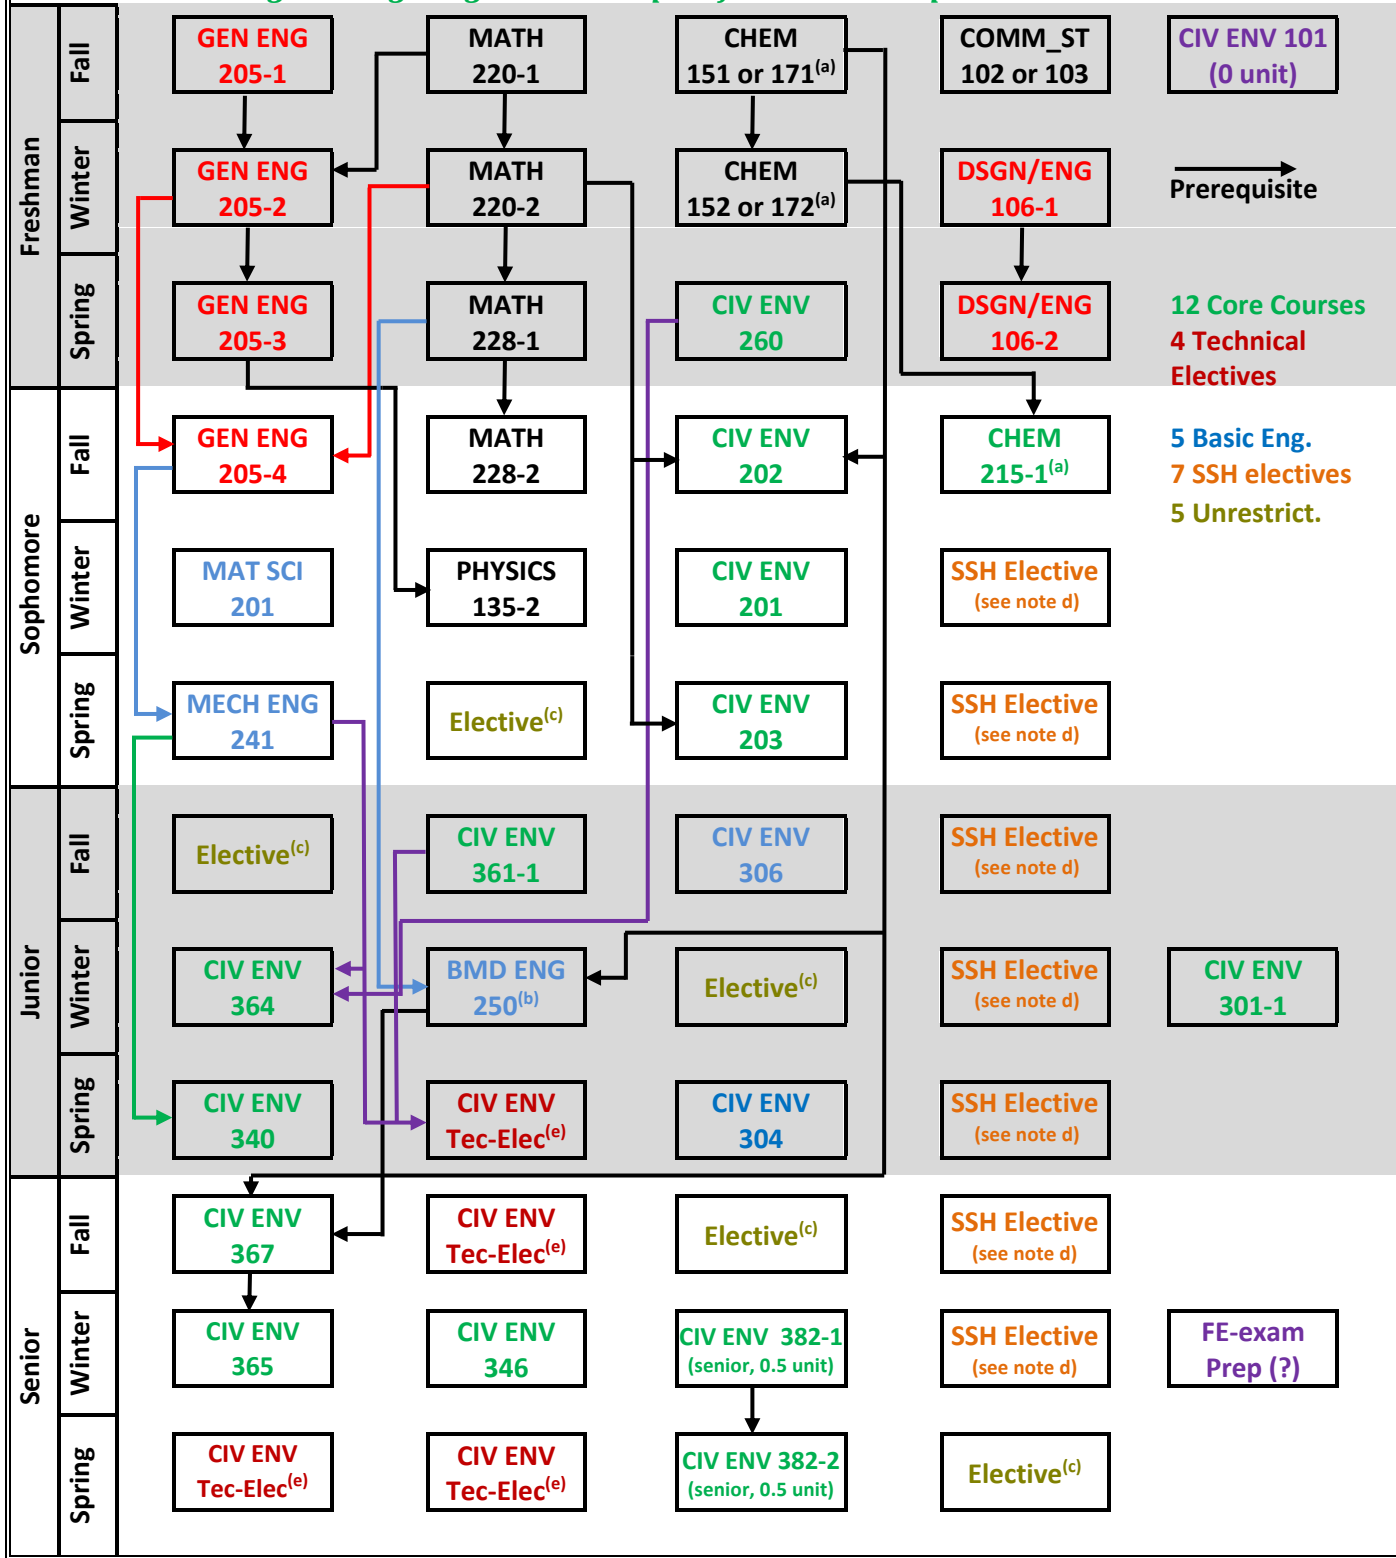 Freshman
Fall
GEN ENG
205-1
MATH
220-1
CHEM
151 or 171(a)
COMM_ST
102 or 103
CIV ENV 101
(0 unit)
Winter
GEN ENG
205-2
MATH
220-2
CHEM
152 or 172(a)
DSGN/ENG
106-1
Prerequisite
Spring
GEN ENG
205-3
MATH
228-1
CIV ENV
260
DSGN/ENG
106-2
12 Core Courses
4 Technical
Electives
Sophomore
Fall
GEN ENG
205-4
MATH
228-2
CIV ENV
202
CHEM
215-1(a)
5 Basic Eng.
7 SSH electives
5 Unrestrict.
Winter
MAT SCI
201
PHYSICS
135-2
CIV ENV
201
SSH Elective
(see note d)
Spring
MECH ENG
241
Elective(c)
CIV ENV
203
SSH Elective
(see note d)
Junior
Fall
Elective(c)
CIV ENV
361-1
CIV ENV
306
SSH Elective
(see note d)
Winter
CIV ENV
364
BMD ENG
250(b)
Elective(c)
SSH Elective
(see note d)
CIV ENV
301-1
Spring
CIV ENV
340
CIV ENV
Tec-Elec(e)
CIV ENV
304
SSH Elective
(see note d)
Senior
Fall
CIV ENV
367
CIV ENV
Tec-Elec(e)
Elective(c)
SSH Elective
(see note d)
Winter
CIV ENV
365
CIV ENV
346
CIV ENV 382-1
(senior, 0.5 unit)
SSH Elective
(see note d)
FE-exam
Prep (?)
Spring
CIV ENV
Tec-Elec(e)
CIV ENV
Tec-Elec(e)
CIV ENV 382-2
(senior, 0.5 unit)
Elective(c)